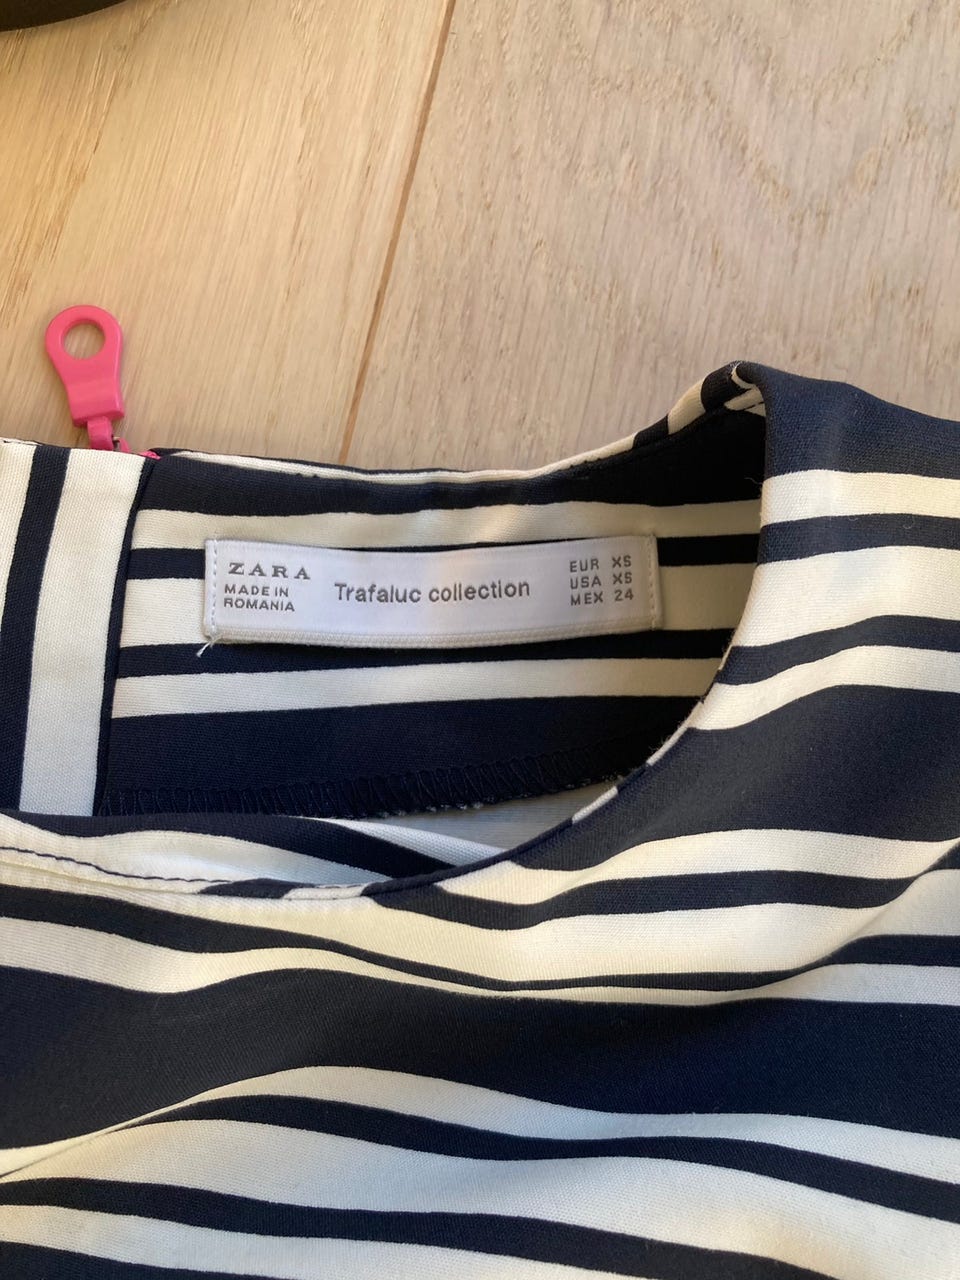 ZARA
MADE IN
ROMANIA
Trafaluc collection
EUR XS
USA XS
MEX 24